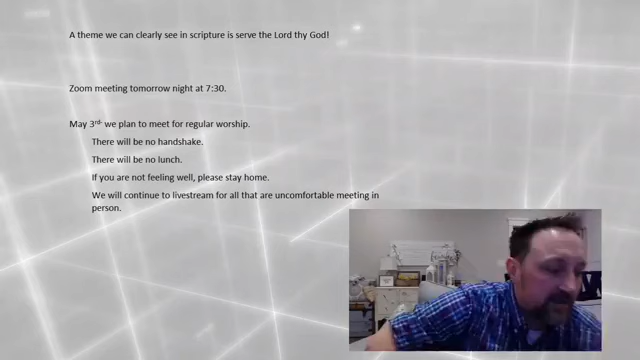 A theme we can clearly see in scripture is serve the Lord thy God!
Zoom meeting tomorrow night at 7:30.
May 3rd- we plan to meet for regular worship.
There will be no handshake.
There will be no lunch.
If you are not feeling well, please stay home.
We will continue to livestream for all that are uncomfortable meeting in
person.